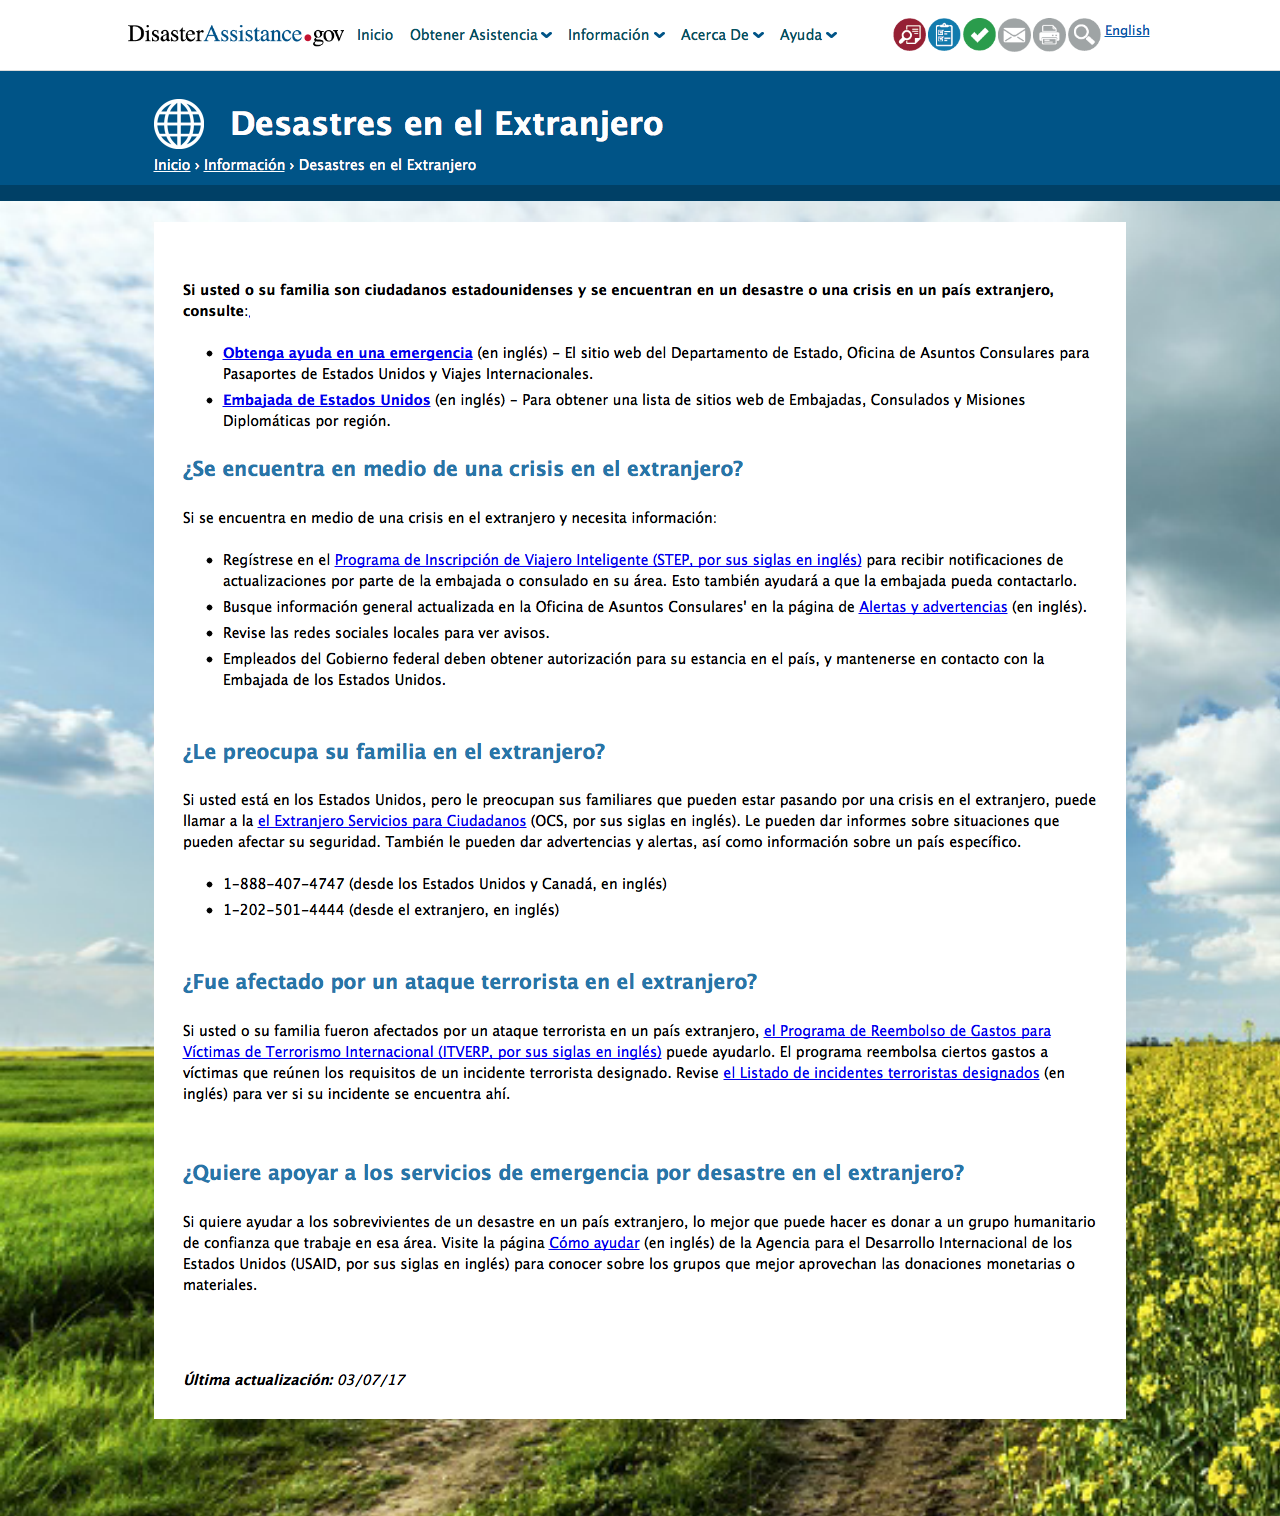 DisasterAssistance.gov Inicio Obtener Asistencia Información Acerca De Ayuda English
Desastres en el Extranjero
Inicio › Información › Desastres en el Extranjero
Si usted o su familia son ciudadanos estadounidenses y se encuentran en un desastre o una crisis en un país extranjero,
consulte:
• Obtenga ayuda en una emergencia (en inglés) – El sitio web del Departamento de Estado, Oficina de Asuntos Consulares para
Pasaportes de Estados Unidos y Viajes Internacionales.
• Embajada de Estados Unidos (en inglés) – Para obtener una lista de sitios web de Embajadas, Consulados y Misiones
Diplomáticas por región.
¿Se encuentra en medio de una crisis en el extranjero?
Si se encuentra en medio de una crisis en el extranjero y necesita información:
• Regístrese en el Programa de Inscripción de Viajero Inteligente (STEP, por sus siglas en inglés) para recibir notificaciones de
actualizaciones por parte de la embajada o consulado en su área. Esto también ayudará a que la embajada pueda contactarlo.
• Busque información general actualizada en la Oficina de Asuntos Consulares' en la página de Alertas y advertencias (en inglés).
• Revise las redes sociales locales para ver avisos.
• Empleados del Gobierno federal deben obtener autorización para su estancia en el país, y mantenerse en contacto con la
Embajada de los Estados Unidos.
¿Le preocupa su familia en el extranjero?
Si usted está en los Estados Unidos, pero le preocupan sus familiares que pueden estar pasando por una crisis en el extranjero, puede
llamar a la el Extranjero Servicios para Ciudadanos (OCS, por sus siglas en inglés). Le pueden dar informes sobre situaciones que
pueden afectar su seguridad. También le pueden dar advertencias y alertas, así como información sobre un país específico.
• 1-888-407-4747 (desde los Estados Unidos y Canadá, en inglés)
• 1-202-501-4444 (desde el extranjero, en inglés)
¿Fue afectado por un ataque terrorista en el extranjero?
Si usted o su familia fueron afectados por un ataque terrorista en un país extranjero, el Programa de Reembolso de Gastos para
Víctimas de Terrorismo Internacional (ITVERP, por sus siglas en inglés) puede ayudarlo. El programa reembolsa ciertos gastos a
víctimas que reúnen los requisitos de un incidente terrorista designado. Revise el Listado de incidentes terroristas designados (en
inglés) para ver si su incidente se encuentra ahí.
¿Quiere apoyar a los servicios de emergencia por desastre en el extranjero?
Si quiere ayudar a los sobrevivientes de un desastre en un país extranjero, lo mejor que puede hacer es donar a un grupo humanitario
de confianza que trabaje en esa área. Visite la página Cómo ayudar (en inglés) de la Agencia para el Desarrollo Internacional de los
Estados Unidos (USAID, por sus siglas en inglés) para conocer sobre los grupos que mejor aprovechan las donaciones monetarias o
materiales.
Última actualización: 03/07/17